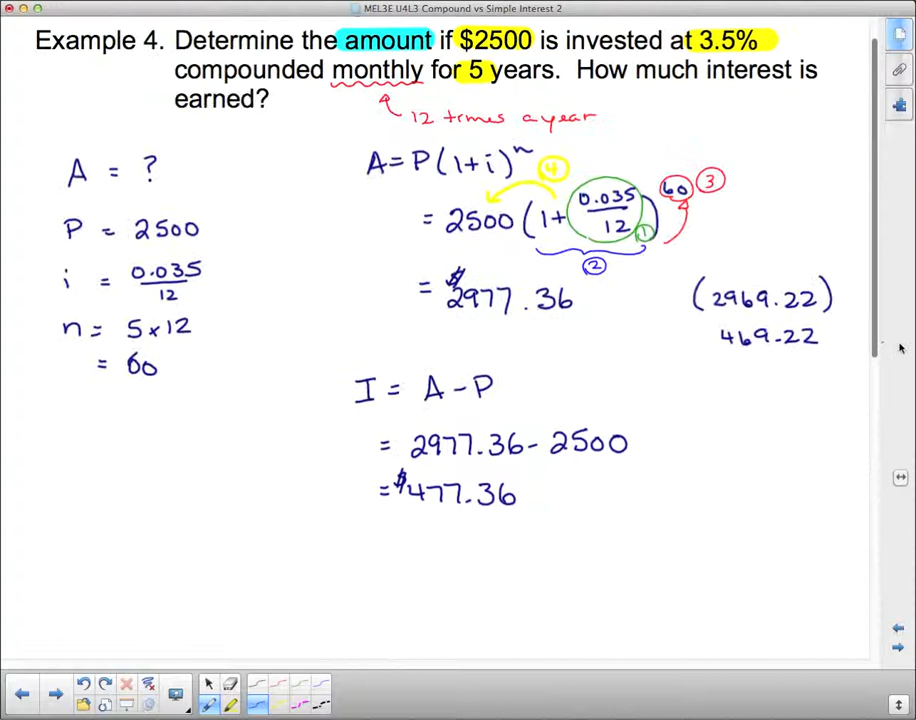 MEL3E U4L3 Compound vs Simple Interest 2
Example 4. Determine the amount if $2500 is invested at 3.5%
compounded monthly for 5 years. How much interest is
earned?
12 times a year
A = ?
P = 2500
i = 0.035/12
n = 5×12
= 60
A = P(1+i)^n
= 2500 (1+ 0.035/12)^60
④
③
①
②
= $2977.36
(2969.22)
469.22
I = A - P
= 2977.36 - 2500
= $477.36